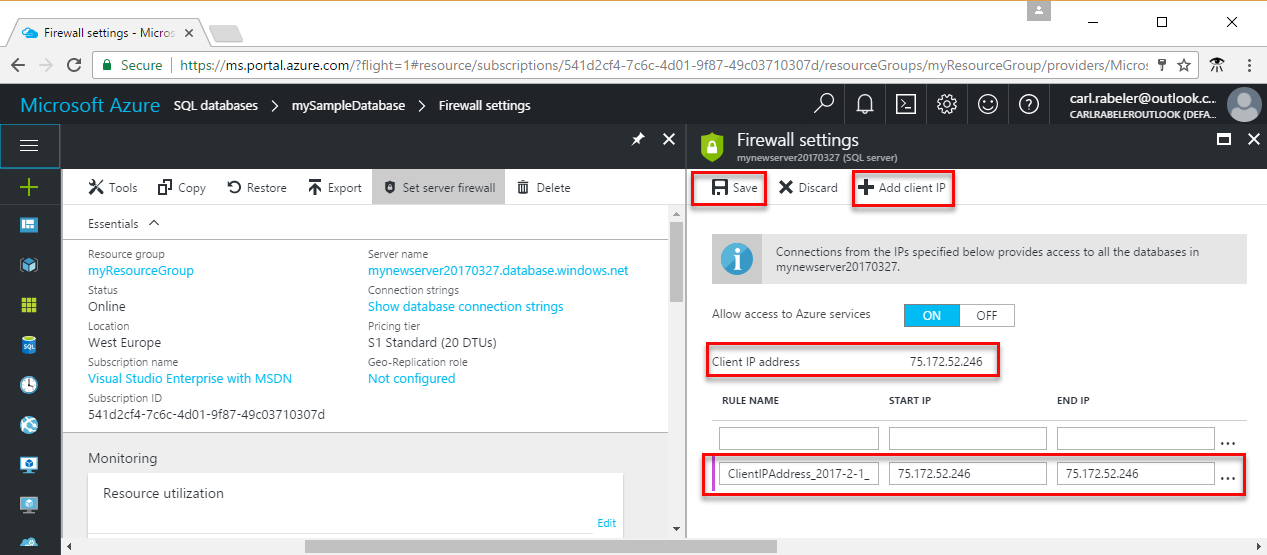 Firewall settings - Micros
Secure https://ms.portal.azure.com/?flight=1#resource/subscriptions/541d2cf4-7c6c-4d01-9f87-49c03710307d/resourceGroups/myResourceGroup/providers/Micros
Microsoft Azure SQL databases > mySampleDatabase > Firewall settings
carl.rabeler@outlook.c...
CARLRABELEROUTLOOK (DEFA...
Tools Copy Restore Export Set server firewall Delete
Essentials
Resource group
myResourceGroup
Status
Online
Location
West Europe
Subscription name
Visual Studio Enterprise with MSDN
Subscription ID
541d2cf4-7c6c-4d01-9f87-49c03710307d
Server name
mynewserver20170327.database.windows.net
Connection strings
Show database connection strings
Pricing tier
S1 Standard (20 DTUs)
Geo-Replication role
Not configured
Monitoring
Resource utilization
Edit
SQL
Firewall settings
mynewserver20170327 (SQL server)
Save Discard Add client IP
Connections from the IPs specified below provides access to all the databases in
mynewserver20170327.
Allow access to Azure services ON OFF
Client IP address 75.172.52.246
RULE NAME START IP END IP
...
ClientIPAddress_2017-2-1_ 75.172.52.246 75.172.52.246 ...